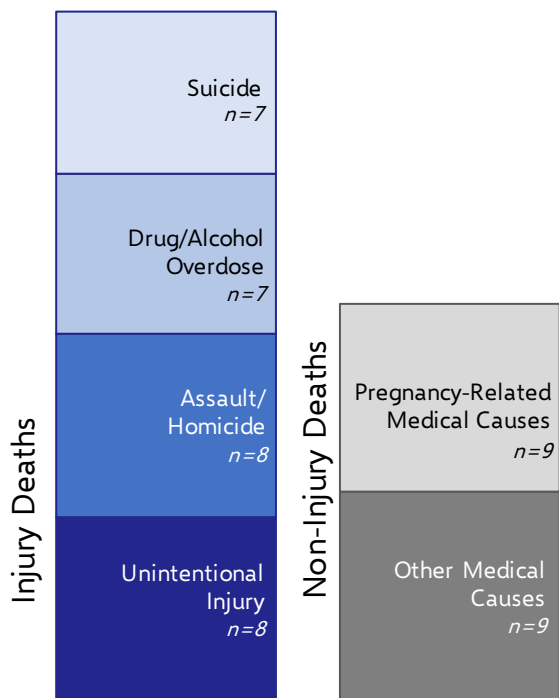 Injury Deaths
Suicide
n=7
Drug/Alcohol
Overdose
n=7
Assault/
Homicide
n=8
Unintentional
Injury
n=8
Non-Injury Deaths
Pregnancy-Related
Medical Causes
n=9
Other Medical
Causes
n=9